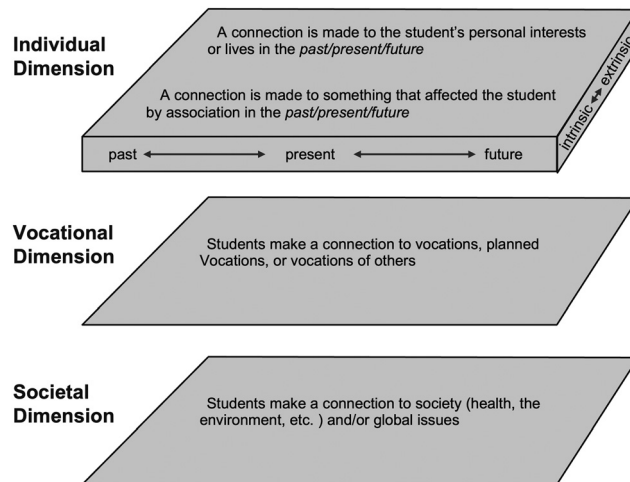 Individual
Dimension
A connection is made to the student's personal interests
or lives in the past/present/future
A connection is made to something that affected the student
by association in the past/present/future
past
present
future
intrinsic
extrinsic
Vocational
Dimension
Students make a connection to vocations, planned
Vocations, or vocations of others
Societal
Dimension
Students make a connection to society (health, the
environment, etc. ) and/or global issues